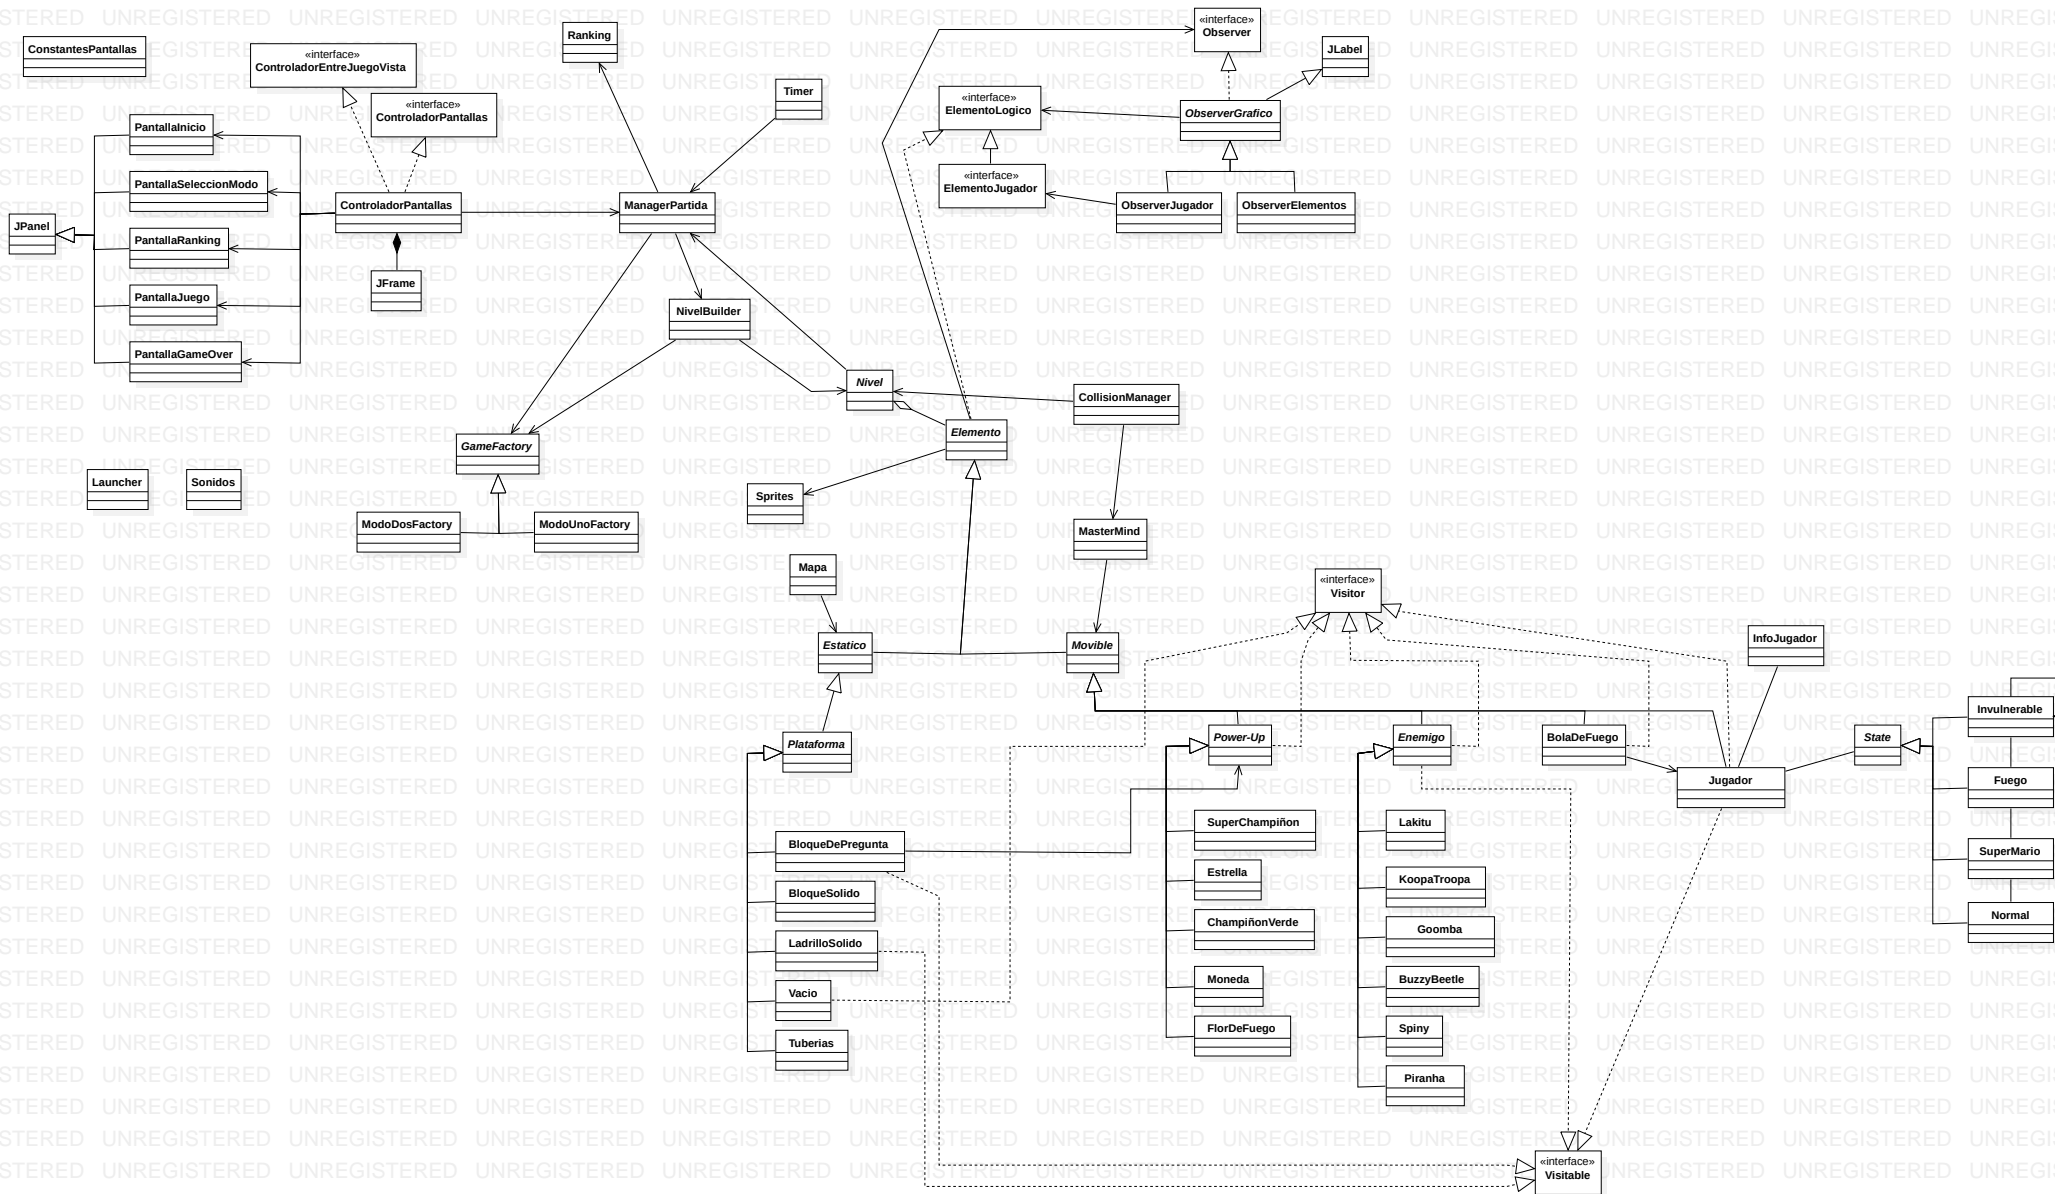 ConstantesPantallas
«interface»
ControladorEntreJuegoVista
«interface»
ControladorPantallas
Ranking
Timer
«interface»
Observer
JLabel
«interface»
ElementoLogico
ObserverGrafico
«interface»
ElementoJugador
ObserverJugador
ObserverElementos
PantallaInicio
PantallaSeleccionModo
PantallaRanking
PantallaJuego
PantallaGameOver
JPanel
ControladorPantallas
ManagerPartida
JFrame
NivelBuilder
Nivel
CollisionManager
Elemento
GameFactory
Launcher
Sonidos
Sprites
ModoDosFactory
ModoUnoFactory
MasterMind
Mapa
«interface»
Visitor
Estatico
Movible
InfoJugador
Plataforma
Power-Up
Enemigo
BolaDeFuego
Jugador
State
Invulnerable
Fuego
SuperMario
Normal
BloqueDePregunta
BloqueSolido
LadrilloSolido
Vacio
Tuberias
SuperChampiñon
Estrella
ChampiñonVerde
Moneda
FlorDeFuego
Lakitu
KoopaTroopa
Goomba
BuzzyBeetle
Spiny
Piranha
«interface»
Visitable
UNREGISTERED